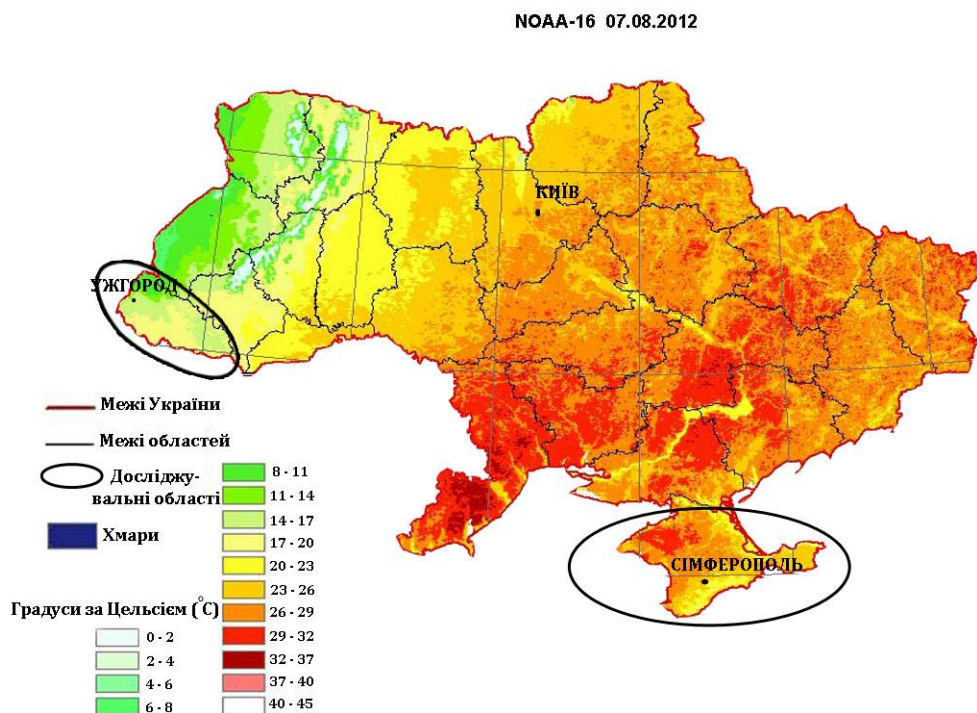 NOAA-16 07.08.2012
КИЇВ
УЖГОРОД
СІМФЕРОПОЛЬ
Межі України
Межі областей
Досліджу-
вальні області
Хмари
Градуси за Цельсієм (°С)
0 - 2
2 - 4
4 - 6
6 - 8
8 - 11
11 - 14
14 - 17
17 - 20
20 - 23
23 - 26
26 - 29
29 - 32
32 - 37
37 - 40
40 - 45